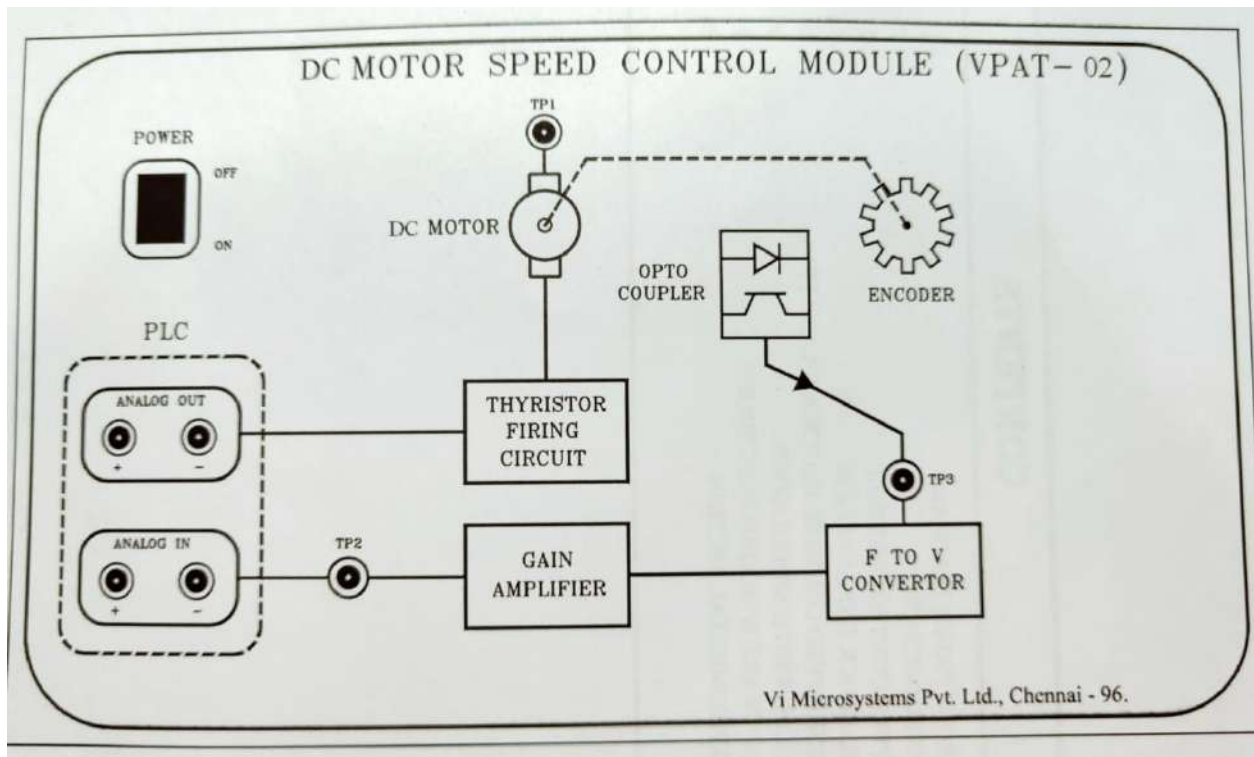 DC MOTOR SPEED CONTROL MODULE (VPAT- 02)
TP1
POWER
OFF
ON
DC MOTOR
OPTO
COUPLER
ENCODER
PLC
ANALOG OUT
+ -
THYRISTOR
FIRING
CIRCUIT
TP3
ANALOG IN
+ -
TP2
GAIN
AMPLIFIER
F TO V
CONVERTOR
Vi Microsystems Pvt. Ltd., Chennai - 96.